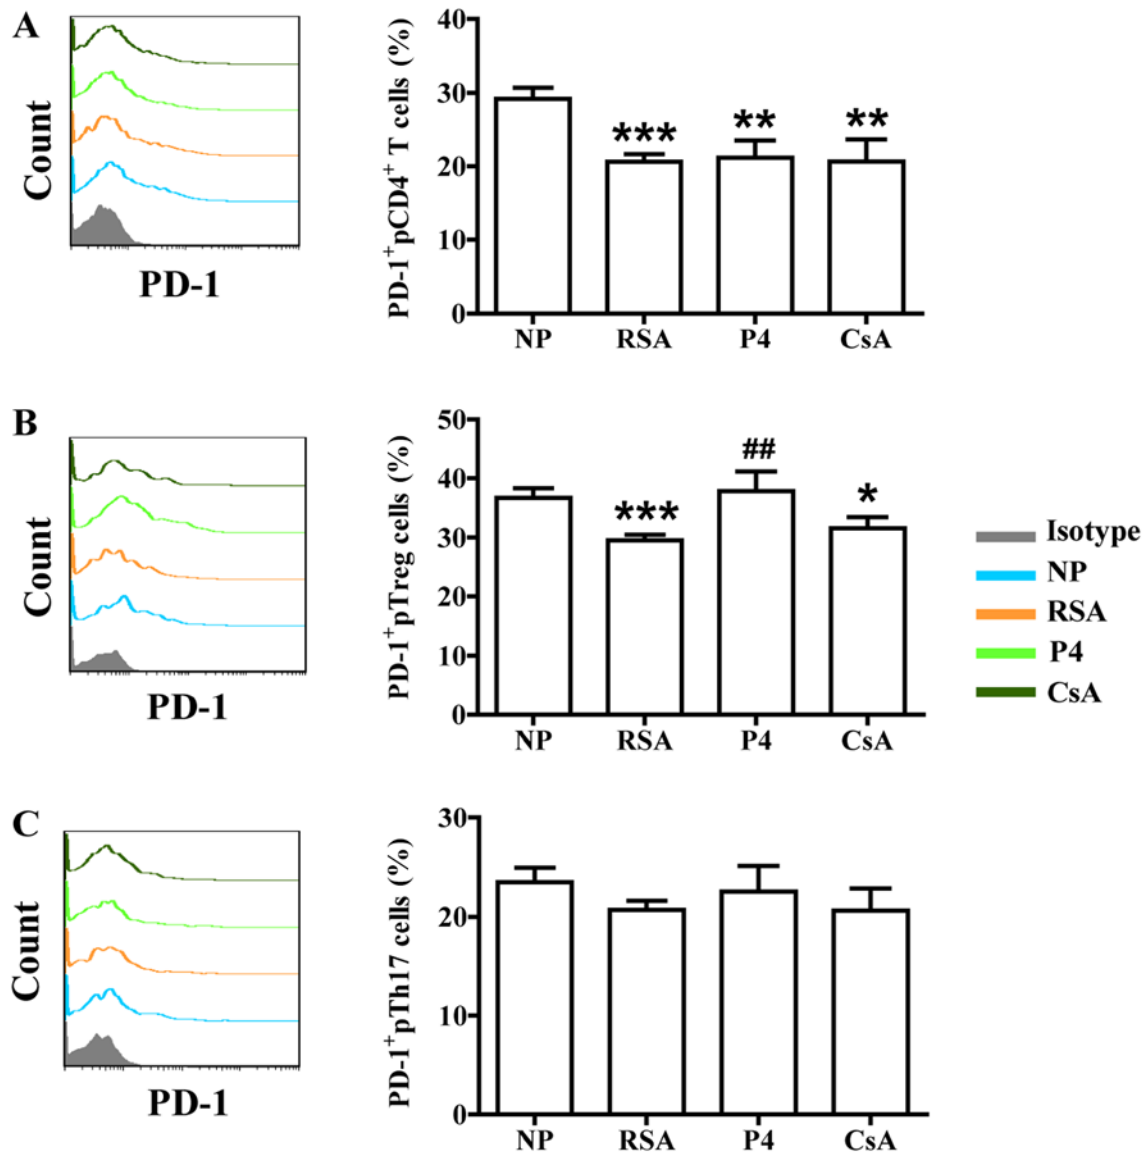 A
Count
PD-1
PD-1+pCD4+ T cells (%)
40
30
20
10
0
***
**
**
NP RSA P4 CsA
B
Count
PD-1
PD-1+pTreg cells (%)
50
40
30
20
10
0
***
##
*
NP RSA P4 CsA
Isotype
NP
RSA
P4
CsA
C
Count
PD-1
PD-1+pTh17 cells (%)
30
20
10
0
NP RSA P4 CsA